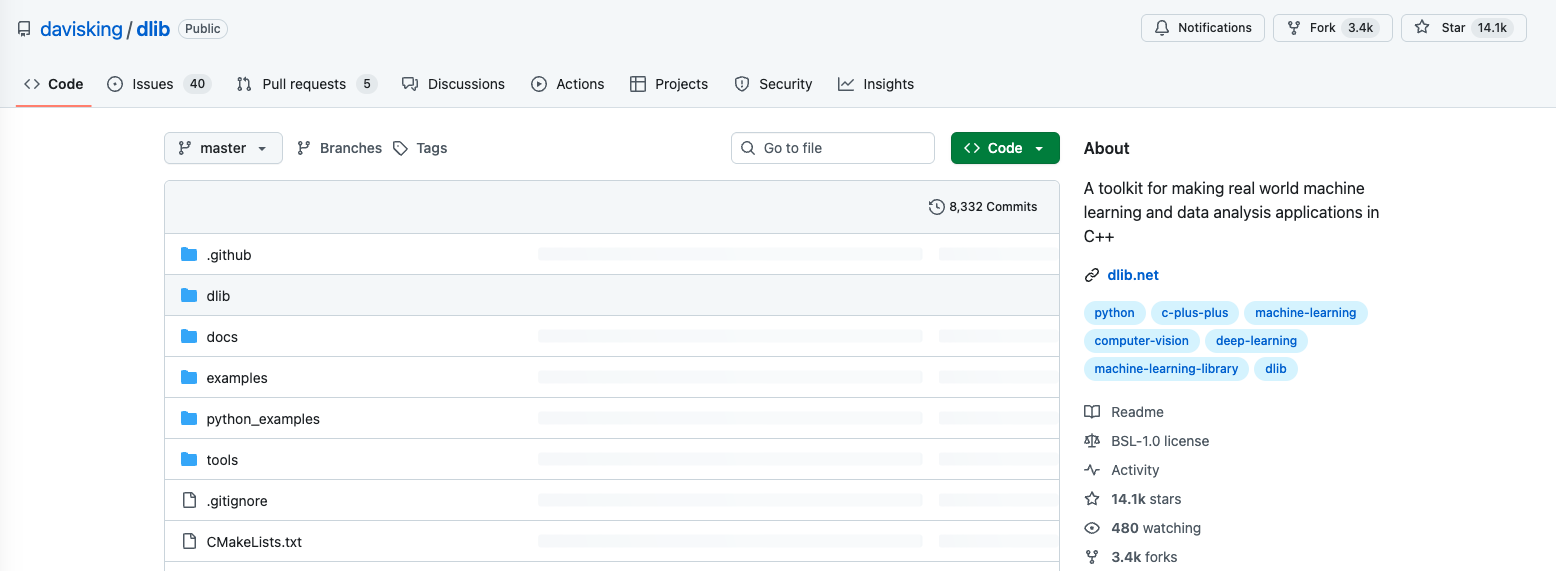 davisking / dlib Public Notifications Fork 3.4k Star 14.1k
Code Issues 40 Pull requests 5 Discussions Actions Projects Security Insights
master Branches Tags Go to file Code
8,332 Commits
.github
dlib
docs
examples
python_examples
tools
.gitignore
CMakeLists.txt
About
A toolkit for making real world machine
learning and data analysis applications in
C++
dlib.net
python c-plus-plus machine-learning
computer-vision deep-learning
machine-learning-library dlib
Readme
BSL-1.0 license
Activity
14.1k stars
480 watching
3.4k forks